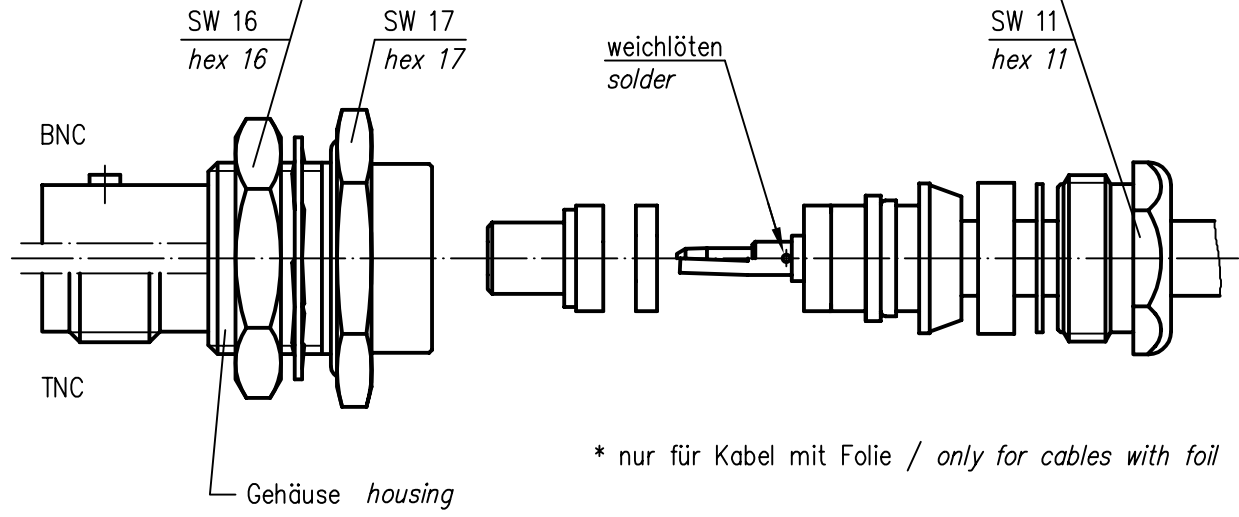 SW 16
hex 16
SW 17
hex 17
weichlöten
solder
SW 11
hex 11
BNC
TNC
* nur für Kabel mit Folie / only for cables with foil
Gehäuse housing